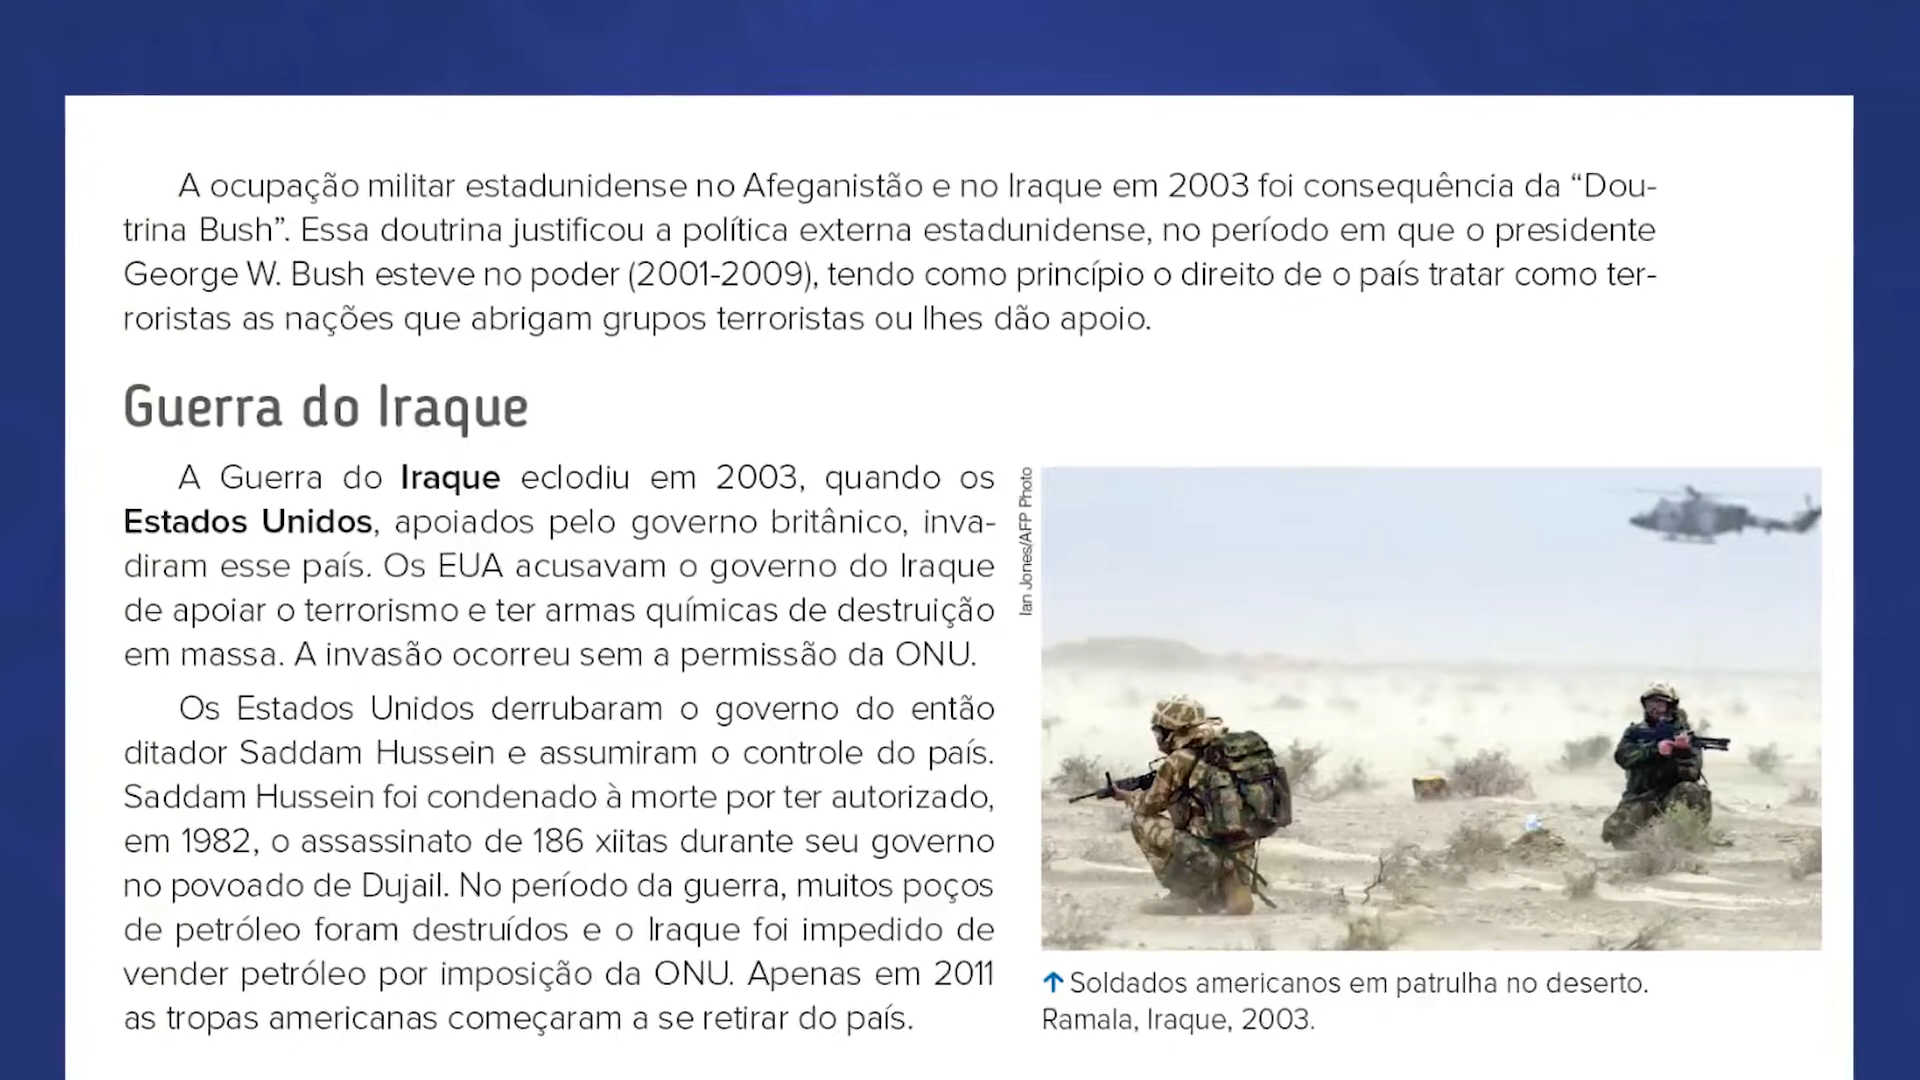 A ocupação militar estadunidense no Afeganistão e no Iraque em 2003 foi consequência da “Dou-
trina Bush”. Essa doutrina justificou a política externa estadunidense, no período em que o presidente
George W. Bush esteve no poder (2001-2009), tendo como princípio o direito de o país tratar como ter-
roristas as nações que abrigam grupos terroristas ou lhes dão apoio.
Guerra do Iraque
A Guerra do Iraque eclodiu em 2003, quando os
Estados Unidos, apoiados pelo governo britânico, inva-
diram esse país. Os EUA acusavam o governo do Iraque
de apoiar o terrorismo e ter armas químicas de destruição
em massa. A invasão ocorreu sem a permissão da ONU.
Os Estados Unidos derrubaram o governo do então
ditador Saddam Hussein e assumiram o controle do país.
Saddam Hussein foi condenado à morte por ter autorizado,
em 1982, o assassinato de 186 xiitas durante seu governo
no povoado de Dujail. No período da guerra, muitos poços
de petróleo foram destruídos e o Iraque foi impedido de
vender petróleo por imposição da ONU. Apenas em 2011
as tropas americanas começaram a se retirar do país.
Ian Jones/AFP Photo
↑ Soldados americanos em patrulha no deserto.
Ramala, Iraque, 2003.